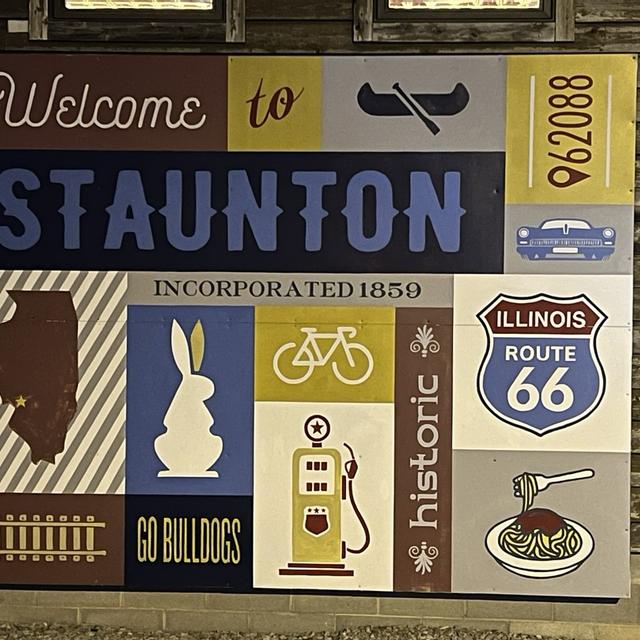 Welcome to
62088
STAUNTON
INCORPORATED 1859
ILLINOIS
ROUTE
66
historic
GO BULLDOGS